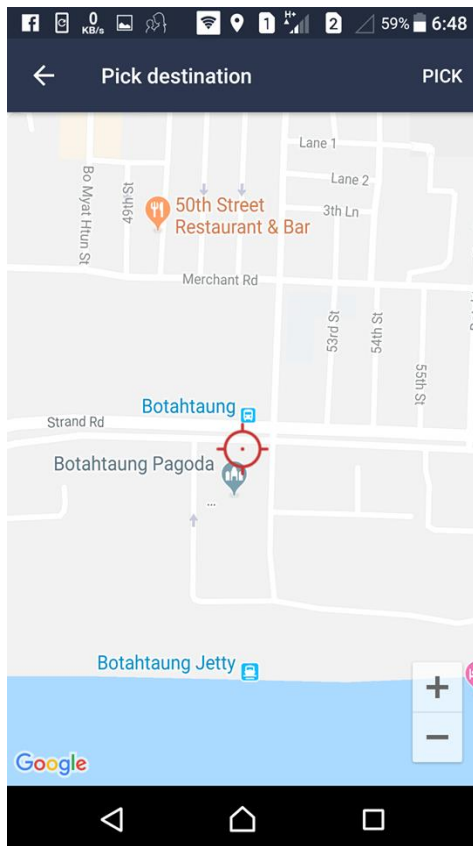 0
KB/s
1
H+
2
59%
6:48
Pick destination
PICK
Lane 1
Lane 2
3th Ln
Bo Myat Htun St
49th St
50th Street
Restaurant & Bar
Merchant Rd
53rd St
54th St
55th St
Botahtaung
Strand Rd
Botahtaung Pagoda
...
Botahtaung Jetty
+
−
Google